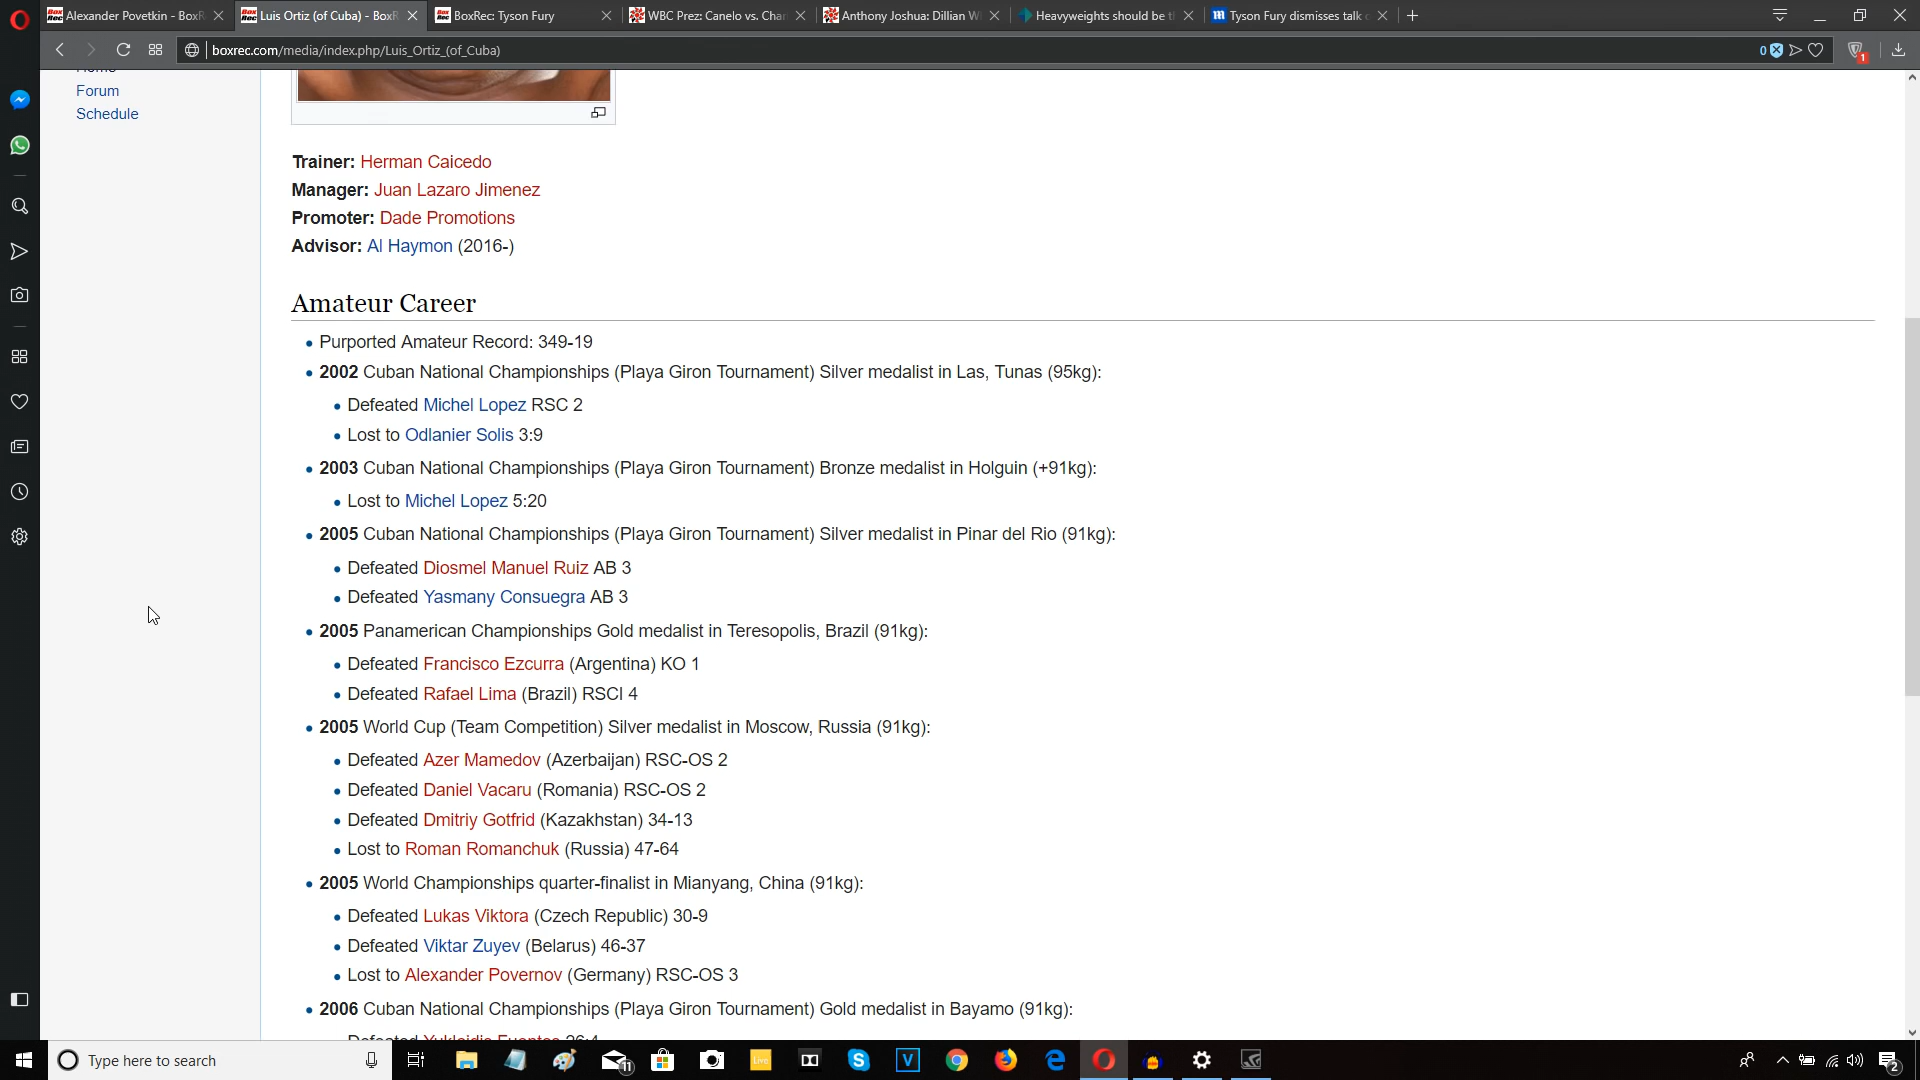 Alexander Povetkin - BoxR
Luis Ortiz (of Cuba) - BoxR
BoxRec: Tyson Fury
WBC Prez: Canelo vs. Char
Anthony Joshua: Dillian W
Heavyweights should be t
Tyson Fury dismisses talk
boxrec.com/media/index.php/Luis_Ortiz_(of_Cuba)
0
1
Forum
Schedule
Trainer: Herman Caicedo
Manager: Juan Lazaro Jimenez
Promoter: Dade Promotions
Advisor: Al Haymon (2016-)
Amateur Career
Purported Amateur Record: 349-19
2002 Cuban National Championships (Playa Giron Tournament) Silver medalist in Las, Tunas (95kg):
Defeated Michel Lopez RSC 2
Lost to Odlanier Solis 3:9
2003 Cuban National Championships (Playa Giron Tournament) Bronze medalist in Holguin (+91kg):
Lost to Michel Lopez 5:20
2005 Cuban National Championships (Playa Giron Tournament) Silver medalist in Pinar del Rio (91kg):
Defeated Diosmel Manuel Ruiz AB 3
Defeated Yasmany Consuegra AB 3
2005 Panamerican Championships Gold medalist in Teresopolis, Brazil (91kg):
Defeated Francisco Ezcurra (Argentina) KO 1
Defeated Rafael Lima (Brazil) RSCI 4
2005 World Cup (Team Competition) Silver medalist in Moscow, Russia (91kg):
Defeated Azer Mamedov (Azerbaijan) RSC-OS 2
Defeated Daniel Vacaru (Romania) RSC-OS 2
Defeated Dmitriy Gotfrid (Kazakhstan) 34-13
Lost to Roman Romanchuk (Russia) 47-64
2005 World Championships quarter-finalist in Mianyang, China (91kg):
Defeated Lukas Viktora (Czech Republic) 30-9
Defeated Viktar Zuyev (Belarus) 46-37
Lost to Alexander Povernov (Germany) RSC-OS 3
2006 Cuban National Championships (Playa Giron Tournament) Gold medalist in Bayamo (91kg):
Type here to search
11
2